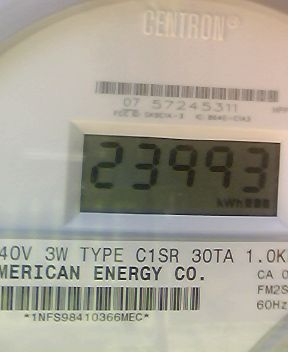 CENTRON®
07 57245311
23993
kWh
40V 3W TYPE C1SR 30TA 1.0K
MERICAN ENERGY CO.
CA 0
FM2S
60Hz
*1NFS98410366MEC*